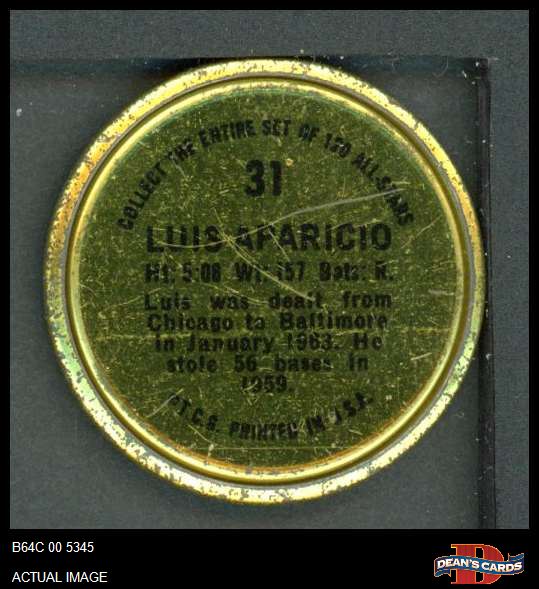 COLLECT THE ENTIRE SET OF 120 ALL-STARS
31
LUIS APARICIO
Ht: 5:08 Wt: 157 Bats: R.
Luis was dealt from
Chicago to Baltimore
in January 1963. He
stole 56 bases in
1959.
©T.C.G. PRINTED IN U.S.A.
B64C 00 5345
ACTUAL IMAGE
D
DEAN'S CARDS